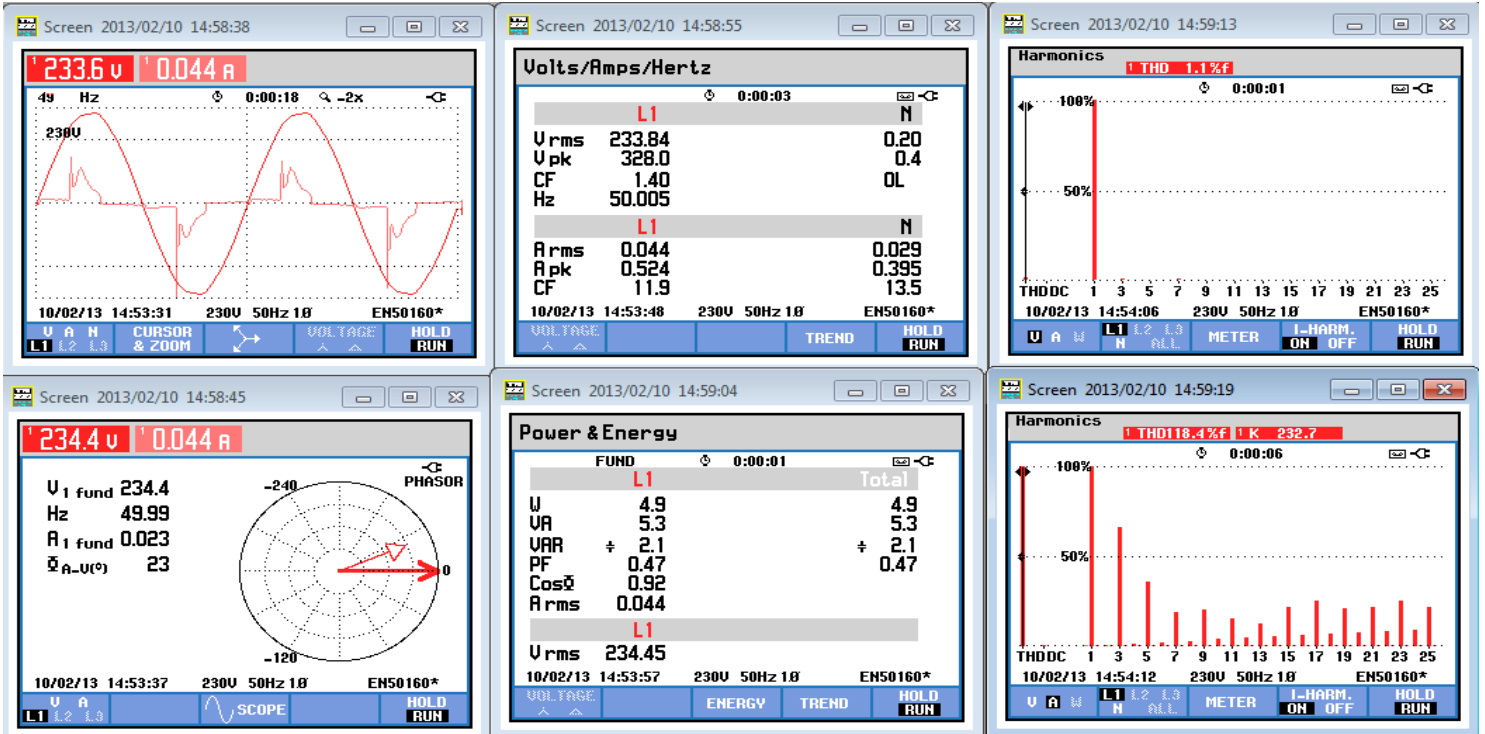 Screen 2013/02/10 14:58:38
1 233.6 V 1 0.044 A
49 Hz 0:00:18 -2x
230V
10/02/13 14:53:31 230V 50Hz 1Ø EN50160*
V A N CURSOR VOLTAGE HOLD
L1 L2 L3 & ZOOM RUN
Screen 2013/02/10 14:58:55
Volts/Amps/Hertz
0:00:03
L1 N
Vrms 233.84 0.20
Vpk 328.0 0.4
CF 1.40 OL
Hz 50.005
L1 N
Arms 0.044 0.029
Apk 0.524 0.395
CF 11.9 13.5
10/02/13 14:53:48 230V 50Hz 1Ø EN50160*
VOLTAGE HOLD
TREND RUN
Screen 2013/02/10 14:59:13
Harmonics
1 THD 1.1%f
0:00:01
100%
50%
THDDC 1 3 5 7 9 11 13 15 17 19 21 23 25
10/02/13 14:54:06 230V 50Hz 1Ø EN50160*
V A W L1 L2 L3 METER I-HARM. HOLD
N ALL ON OFF RUN
Screen 2013/02/10 14:58:45
1 234.4 V 1 0.044 A
PHASOR
V1 fund 234.4
Hz 49.99
A1 fund 0.023
ΦA-V(°) 23
-240
0
-120
10/02/13 14:53:37 230V 50Hz 1Ø EN50160*
V A SCOPE HOLD
L1 L2 L3 RUN
Screen 2013/02/10 14:59:04
Power & Energy
FUND 0:00:01
L1 Total
W 4.9 4.9
VA 5.3 5.3
VAR 2.1 2.1
PF 0.47 0.47
CosΦ 0.92
Arms 0.044
L1
Vrms 234.45
10/02/13 14:53:57 230V 50Hz 1Ø EN50160*
VOLTAGE ENERGY TREND HOLD
RUN
Screen 2013/02/10 14:59:19
Harmonics
1 THD118.4%f 1 K 232.7
0:00:06
100%
50%
THDDC 1 3 5 7 9 11 13 15 17 19 21 23 25
10/02/13 14:54:12 230V 50Hz 1Ø EN50160*
V A W L1 L2 L3 METER I-HARM. HOLD
N ALL ON OFF RUN